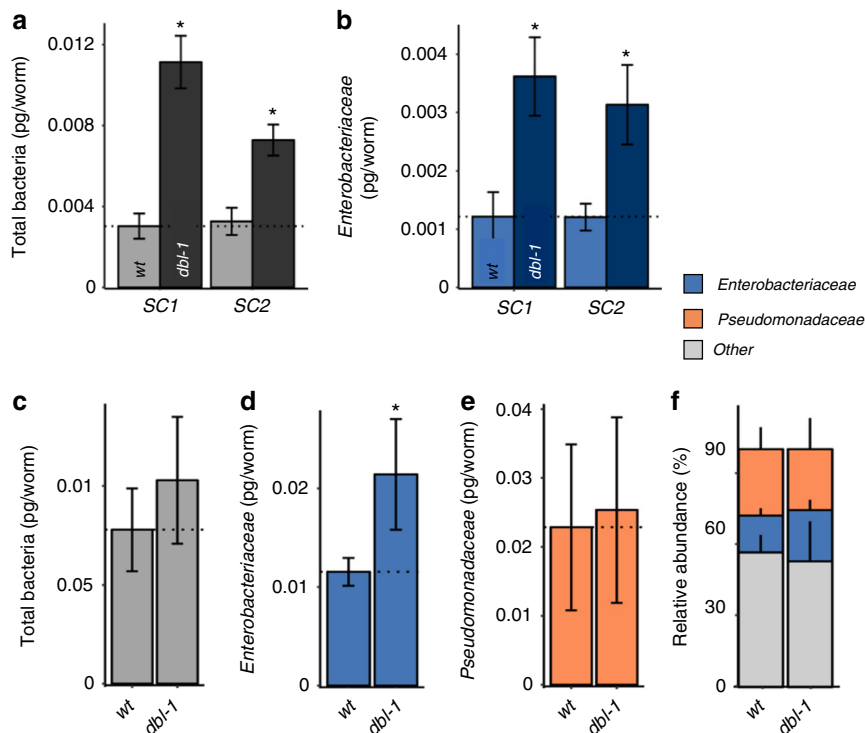 a
Total bacteria (pg/worm)
0.012
0.008
0.004
0
*
*
wt
dbl-1
SC1
SC2
b
Enterobacteriaceae
(pg/worm)
0.004
0.003
0.002
0.001
0
*
*
wt
dbl-1
SC1
SC2
Enterobacteriaceae
Pseudomonadaceae
Other
c
Total bacteria (pg/worm)
0.01
0.05
0
wt
dbl-1
d
Enterobacteriaceae (pg/worm)
0.02
0.01
0
*
wt
dbl-1
e
Pseudomonadaceae (pg/worm)
0.04
0.03
0.02
0.01
0
wt
dbl-1
f
Relative abundance (%)
90
60
30
0
wt
dbl-1